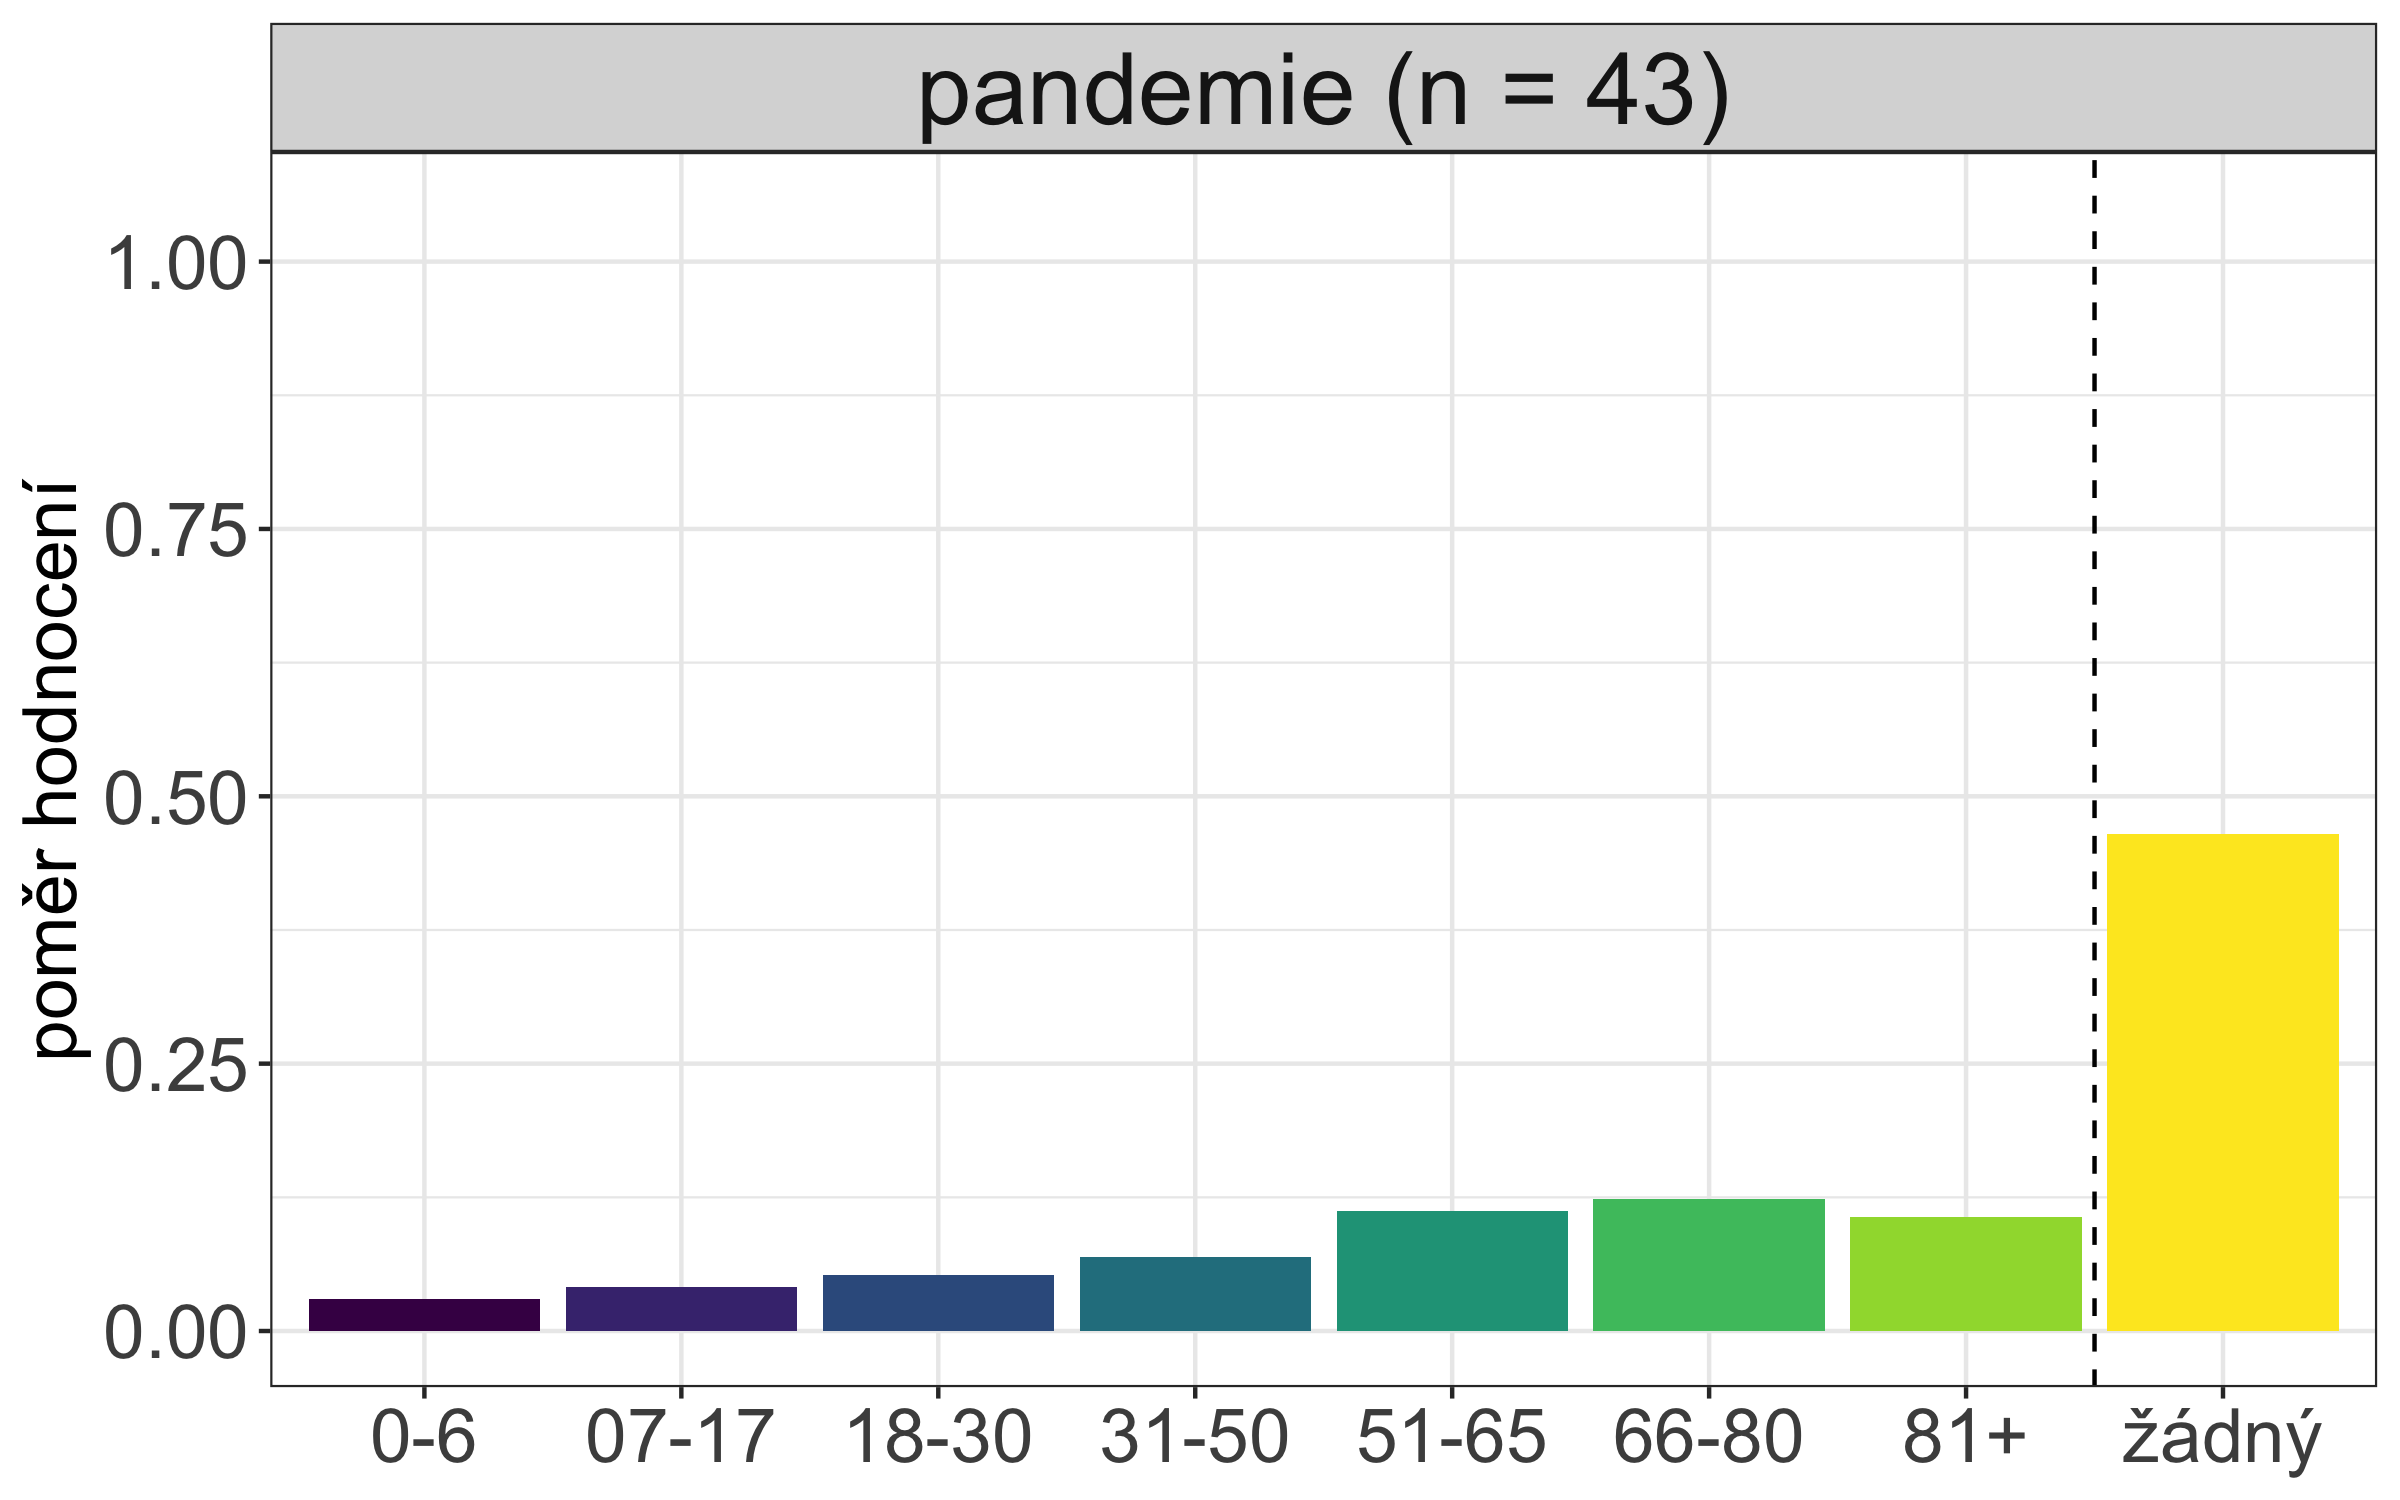 pandemie (n = 43)
poměr hodnocení
1.00
0.75
0.50
0.25
0.00
0-6 07-17 18-30 31-50 51-65 66-80 81+ žádný